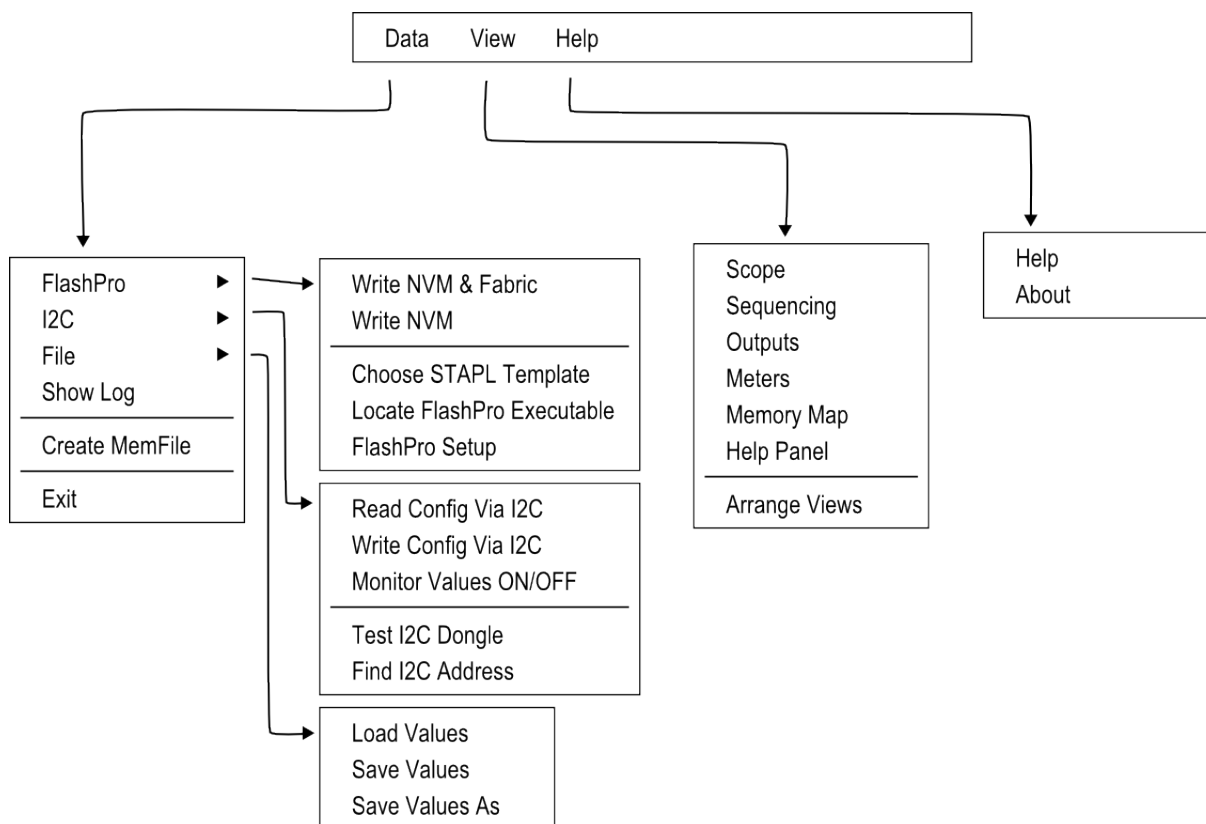 Data View Help
FlashPro
I2C
File
Show Log
Create MemFile
Exit
Write NVM & Fabric
Write NVM
Choose STAPL Template
Locate FlashPro Executable
FlashPro Setup
Read Config Via I2C
Write Config Via I2C
Monitor Values ON/OFF
Test I2C Dongle
Find I2C Address
Load Values
Save Values
Save Values As
Scope
Sequencing
Outputs
Meters
Memory Map
Help Panel
Arrange Views
Help
About